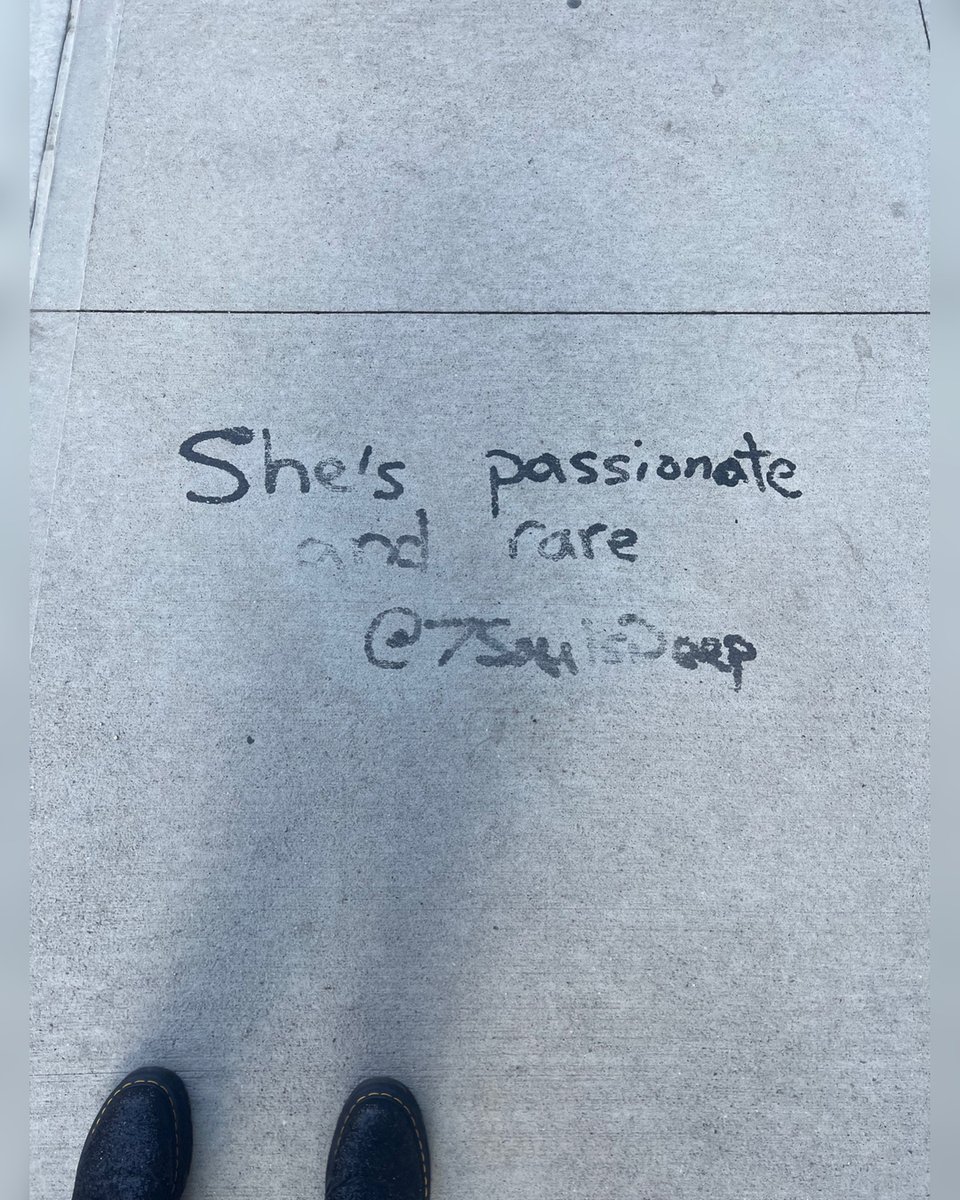 She's passionate
and rare
@7SoulsDeep